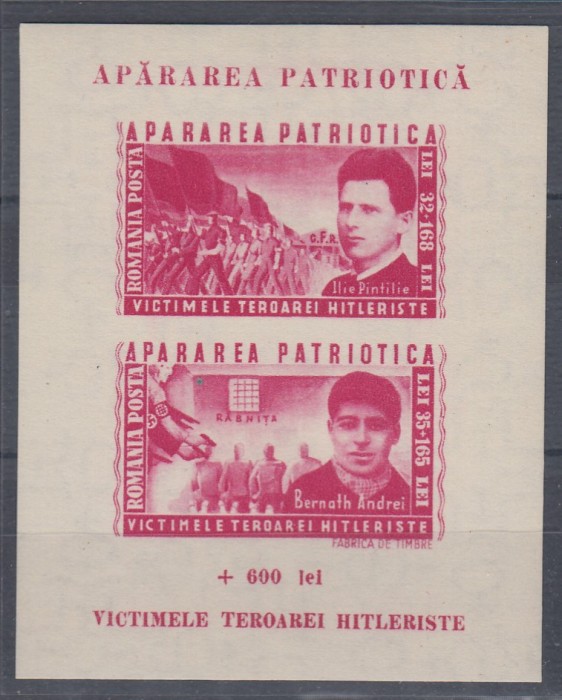 APĂRAREA PATRIOTICĂ
APARAREA PATRIOTICA
ROMANIA POSTA
G.F.R.
LEI 32+168 LEI
Ilie Pintilie
VICTIMELE TEROAREI HITLERISTE
APARAREA PATRIOTICA
ROMANIA POSTA
RÂBNIȚA
LEI 35+165 LEI
Bernath Andrei
VICTIMELE TEROAREI HITLERISTE
FABRICA DE TIMBRE
+ 600 lei
VICTIMELE TEROAREI HITLERISTE